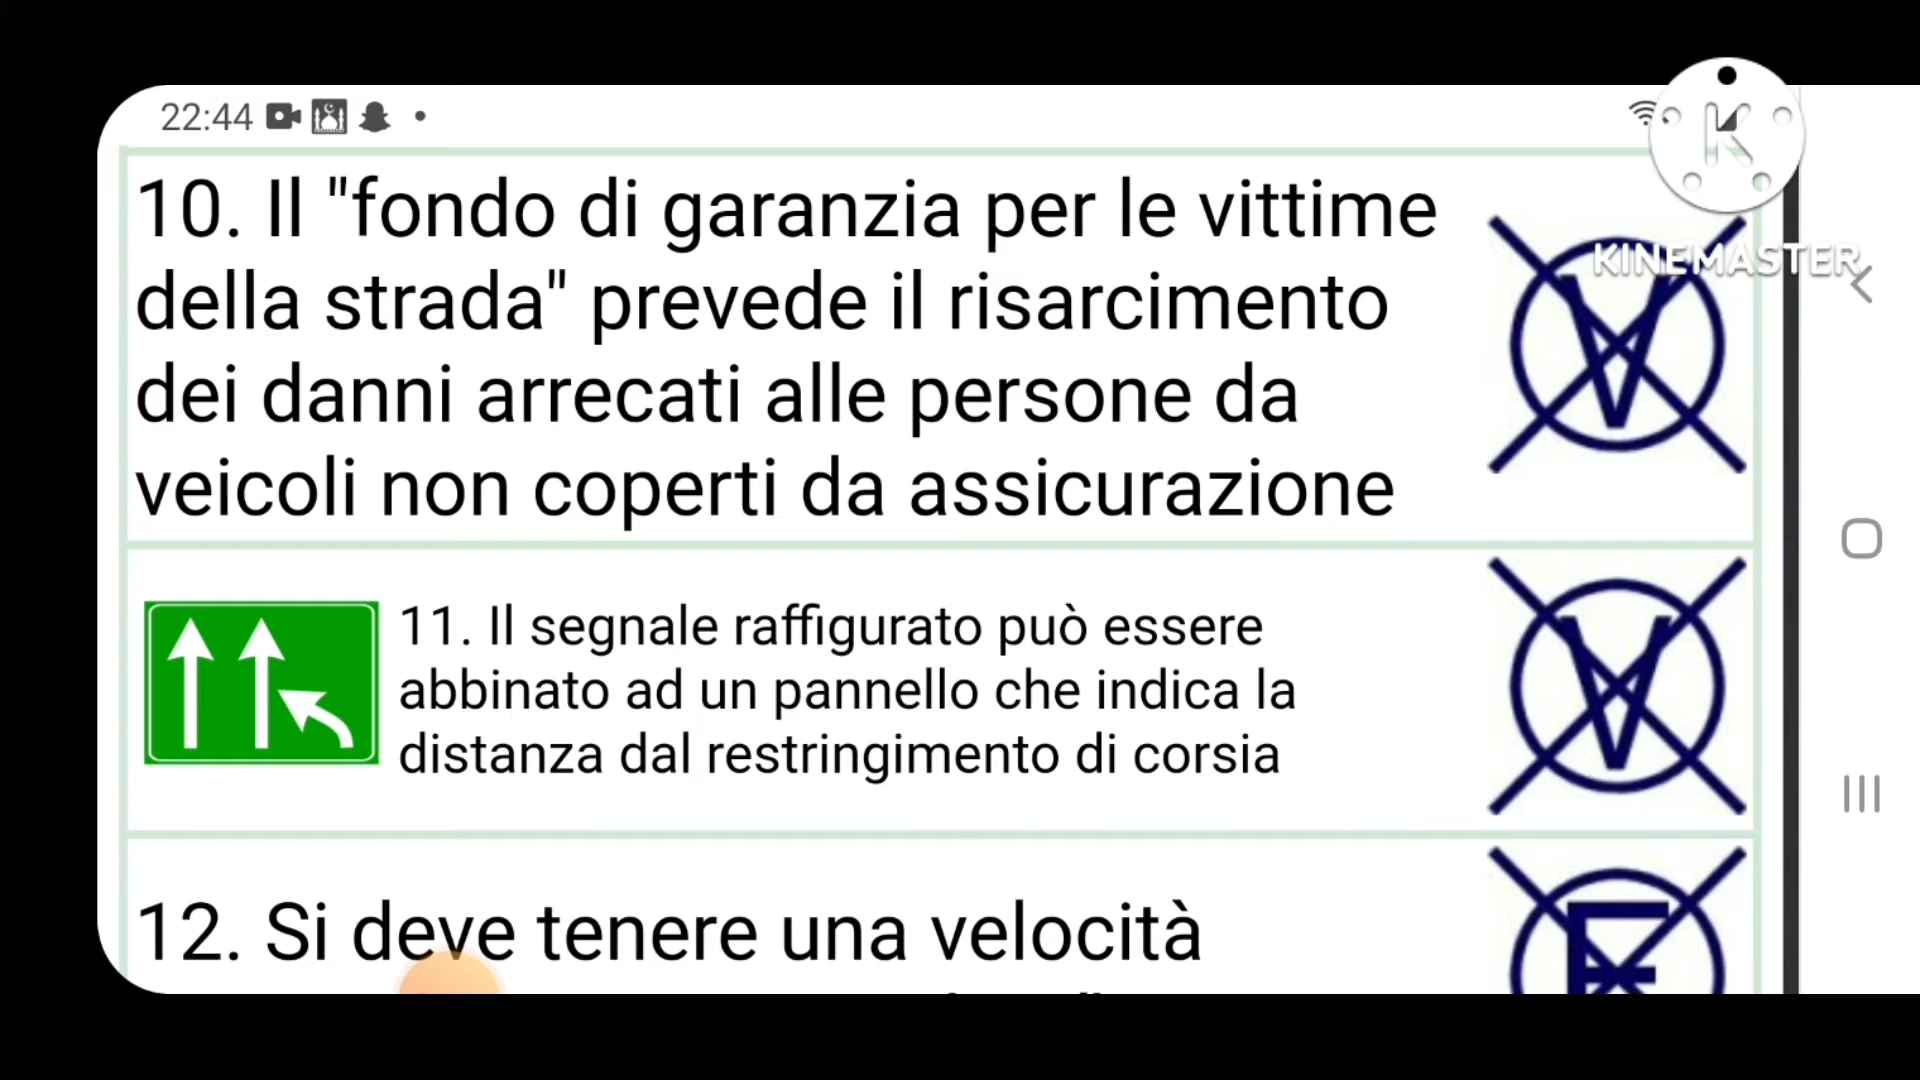 22:44
KINEMASTER
10. Il "fondo di garanzia per le vittime
della strada" prevede il risarcimento
dei danni arrecati alle persone da
veicoli non coperti da assicurazione
V
11. Il segnale raffigurato può essere
abbinato ad un pannello che indica la
distanza dal restringimento di corsia
V
12. Si deve tenere una velocità
F